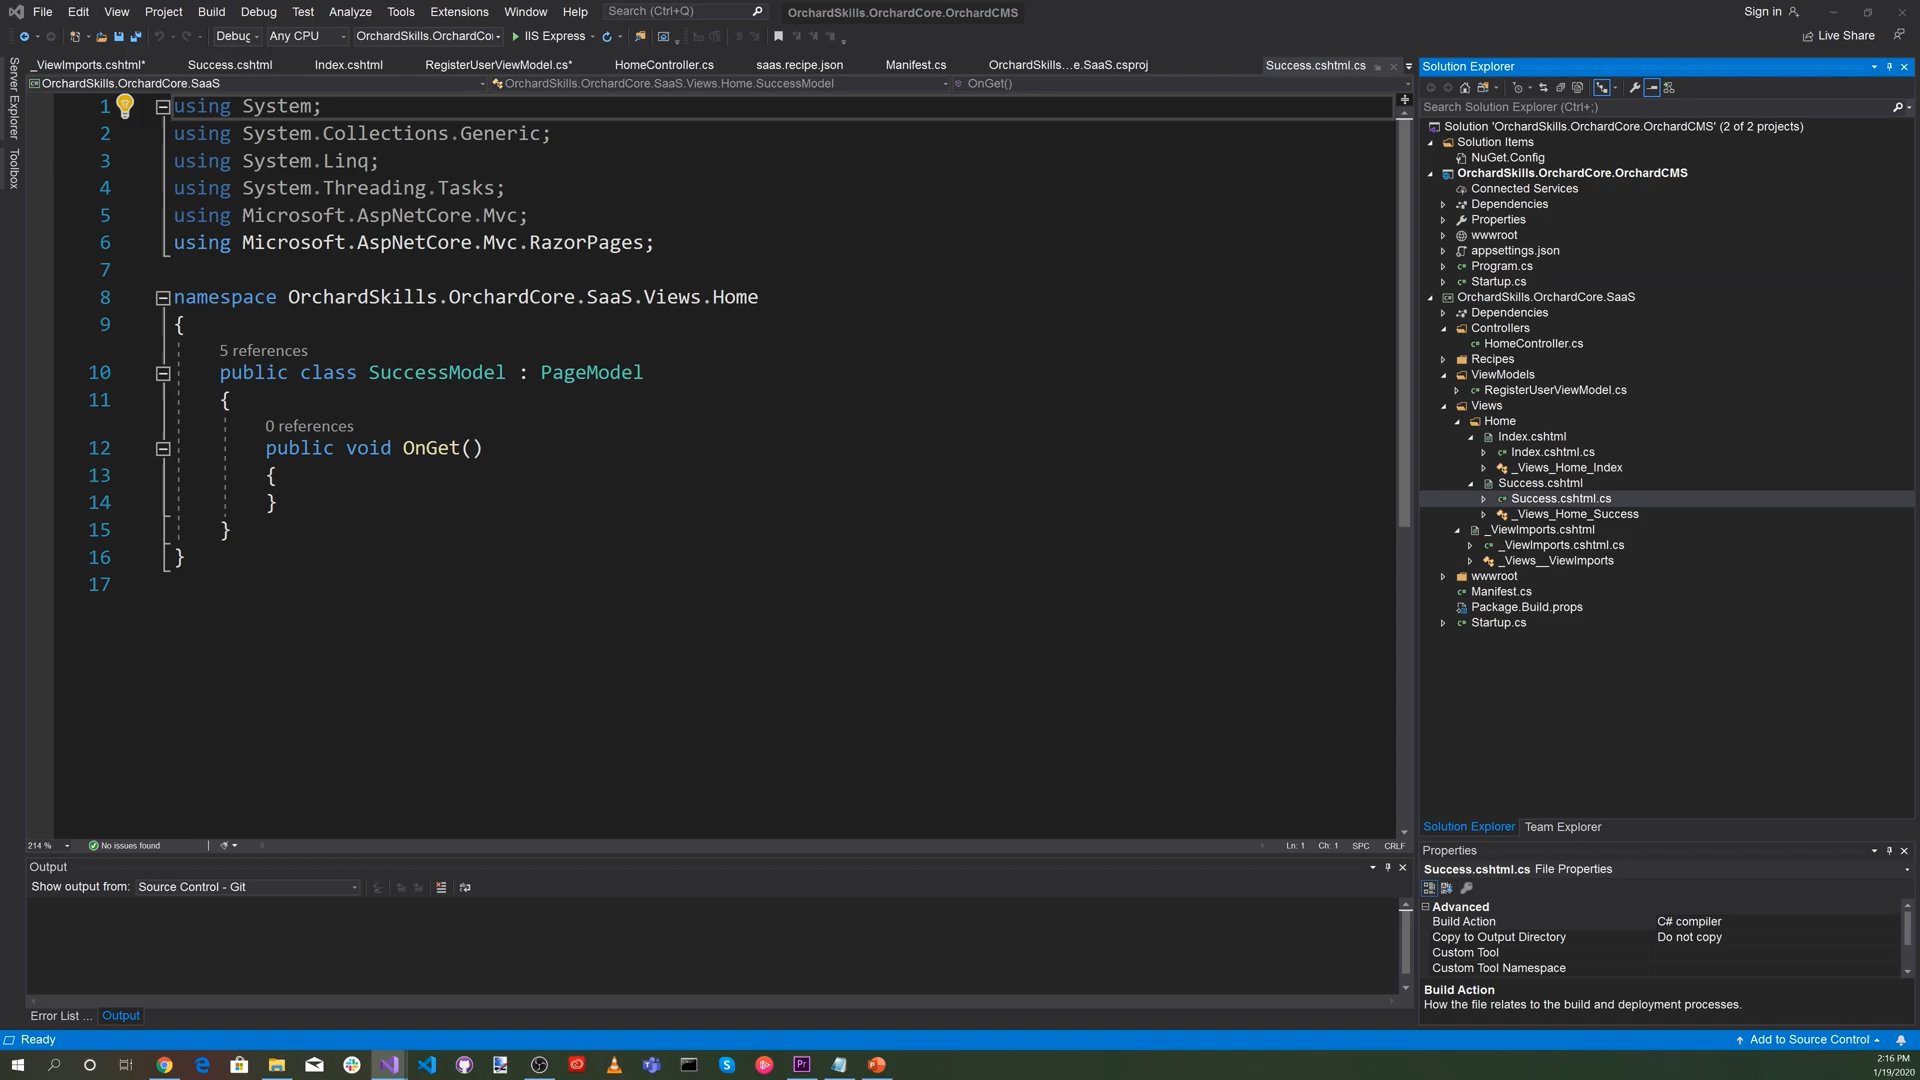 File Edit View Project Build Debug Test Analyze Tools Extensions Window Help Search (Ctrl+Q) OrchardSkills.OrchardCore.OrchardCMS Sign in
Debug Any CPU OrchardSkills.OrchardCo IIS Express Live Share
Server Explorer
Toolbox
_ViewImports.cshtml* Success.cshtml Index.cshtml RegisterUserViewModel.cs* HomeController.cs saas.recipe.json Manifest.cs OrchardSkills...e.SaaS.csproj Success.cshtml.cs
OrchardSkills.OrchardCore.SaaS OrchardSkills.OrchardCore.SaaS.Views.Home.SuccessModel OnGet()
1 using System;
2 using System.Collections.Generic;
3 using System.Linq;
4 using System.Threading.Tasks;
5 using Microsoft.AspNetCore.Mvc;
6 using Microsoft.AspNetCore.Mvc.RazorPages;
7
8 namespace OrchardSkills.OrchardCore.SaaS.Views.Home
9 {
5 references
10 public class SuccessModel : PageModel
11 {
0 references
12 public void OnGet()
13 {
14 }
15 }
16 }
17
214 % No issues found Ln: 1 Ch: 1 SPC CRLF
Output
Show output from: Source Control - Git
Error List ... Output
Solution Explorer
Search Solution Explorer (Ctrl+;)
Solution 'OrchardSkills.OrchardCore.OrchardCMS' (2 of 2 projects)
Solution Items
NuGet.Config
OrchardSkills.OrchardCore.OrchardCMS
Connected Services
Dependencies
Properties
wwwroot
appsettings.json
Program.cs
Startup.cs
OrchardSkills.OrchardCore.SaaS
Dependencies
Controllers
HomeController.cs
Recipes
ViewModels
RegisterUserViewModel.cs
Views
Home
Index.cshtml
Index.cshtml.cs
_Views_Home_Index
Success.cshtml
Success.cshtml.cs
_Views_Home_Success
_ViewImports.cshtml
_ViewImports.cshtml.cs
_Views__ViewImports
wwwroot
Manifest.cs
Package.Build.props
Startup.cs
Solution Explorer Team Explorer
Properties
Success.cshtml.cs File Properties
Advanced
Build Action C# compiler
Copy to Output Directory Do not copy
Custom Tool
Custom Tool Namespace
Build Action
How the file relates to the build and deployment processes.
Ready Add to Source Control
2:16 PM
1/19/2020